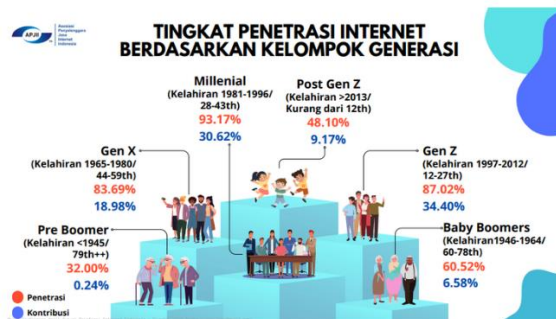 APJII
Asosiasi
Penyelenggara
Jasa
Internet
Indonesia
TINGKAT PENETRASI INTERNET
BERDASARKAN KELOMPOK GENERASI
Millenial
(Kelahiran 1981-1996/
28-43th)
93.17%
30.62%
Post Gen Z
(Kelahiran >2013/
Kurang dari 12th)
48.10%
9.17%
Gen X
(Kelahiran 1965-1980/
44-59th)
83.69%
18.98%
Gen Z
(Kelahiran 1997-2012/
12-27th)
87.02%
34.40%
Pre Boomer
(Kelahiran <1945/
79th++)
32.00%
0.24%
Baby Boomers
(Kelahiran1946-1964/
60-78th)
60.52%
6.58%
Penetrasi
Kontribusi